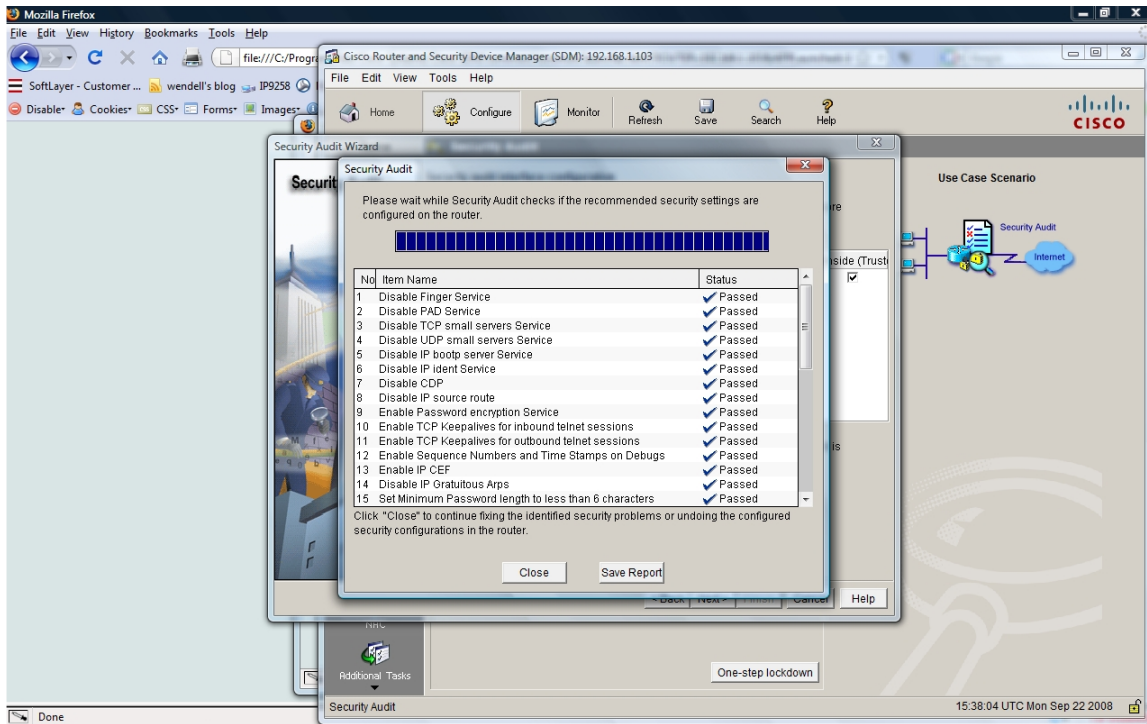 Mozilla Firefox
File Edit View History Bookmarks Tools Help
file:///C:/Progra
SoftLayer - Customer ... wendell's blog IP9258
Disable Cookies CSS Forms Images
Cisco Router and Security Device Manager (SDM): 192.168.1.103
File Edit View Tools Help
Home Configure Monitor Refresh Save Search Help
CISCO
Security Audit Wizard
Security Audit
Securit
Use Case Scenario
Security Audit
Internet
Please wait while Security Audit checks if the recommended security settings are
configured on the router.
re
nside (Truste
No Item Name Status
1 Disable Finger Service Passed
2 Disable PAD Service Passed
3 Disable TCP small servers Service Passed
4 Disable UDP small servers Service Passed
5 Disable IP bootp server Service Passed
6 Disable IP ident Service Passed
7 Disable CDP Passed
8 Disable IP source route Passed
9 Enable Password encryption Service Passed
10 Enable TCP Keepalives for inbound telnet sessions Passed
11 Enable TCP Keepalives for outbound telnet sessions Passed
12 Enable Sequence Numbers and Time Stamps on Debugs Passed
13 Enable IP CEF Passed
14 Disable IP Gratuitous Arps Passed
15 Set Minimum Password length to less than 6 characters Passed
is
Click "Close" to continue fixing the identified security problems or undoing the configured
security configurations in the router.
Close Save Report
< Back Next > Finish Cancel Help
NAC
Additional Tasks
One-step lockdown
Security Audit
15:38:04 UTC Mon Sep 22 2008
Done